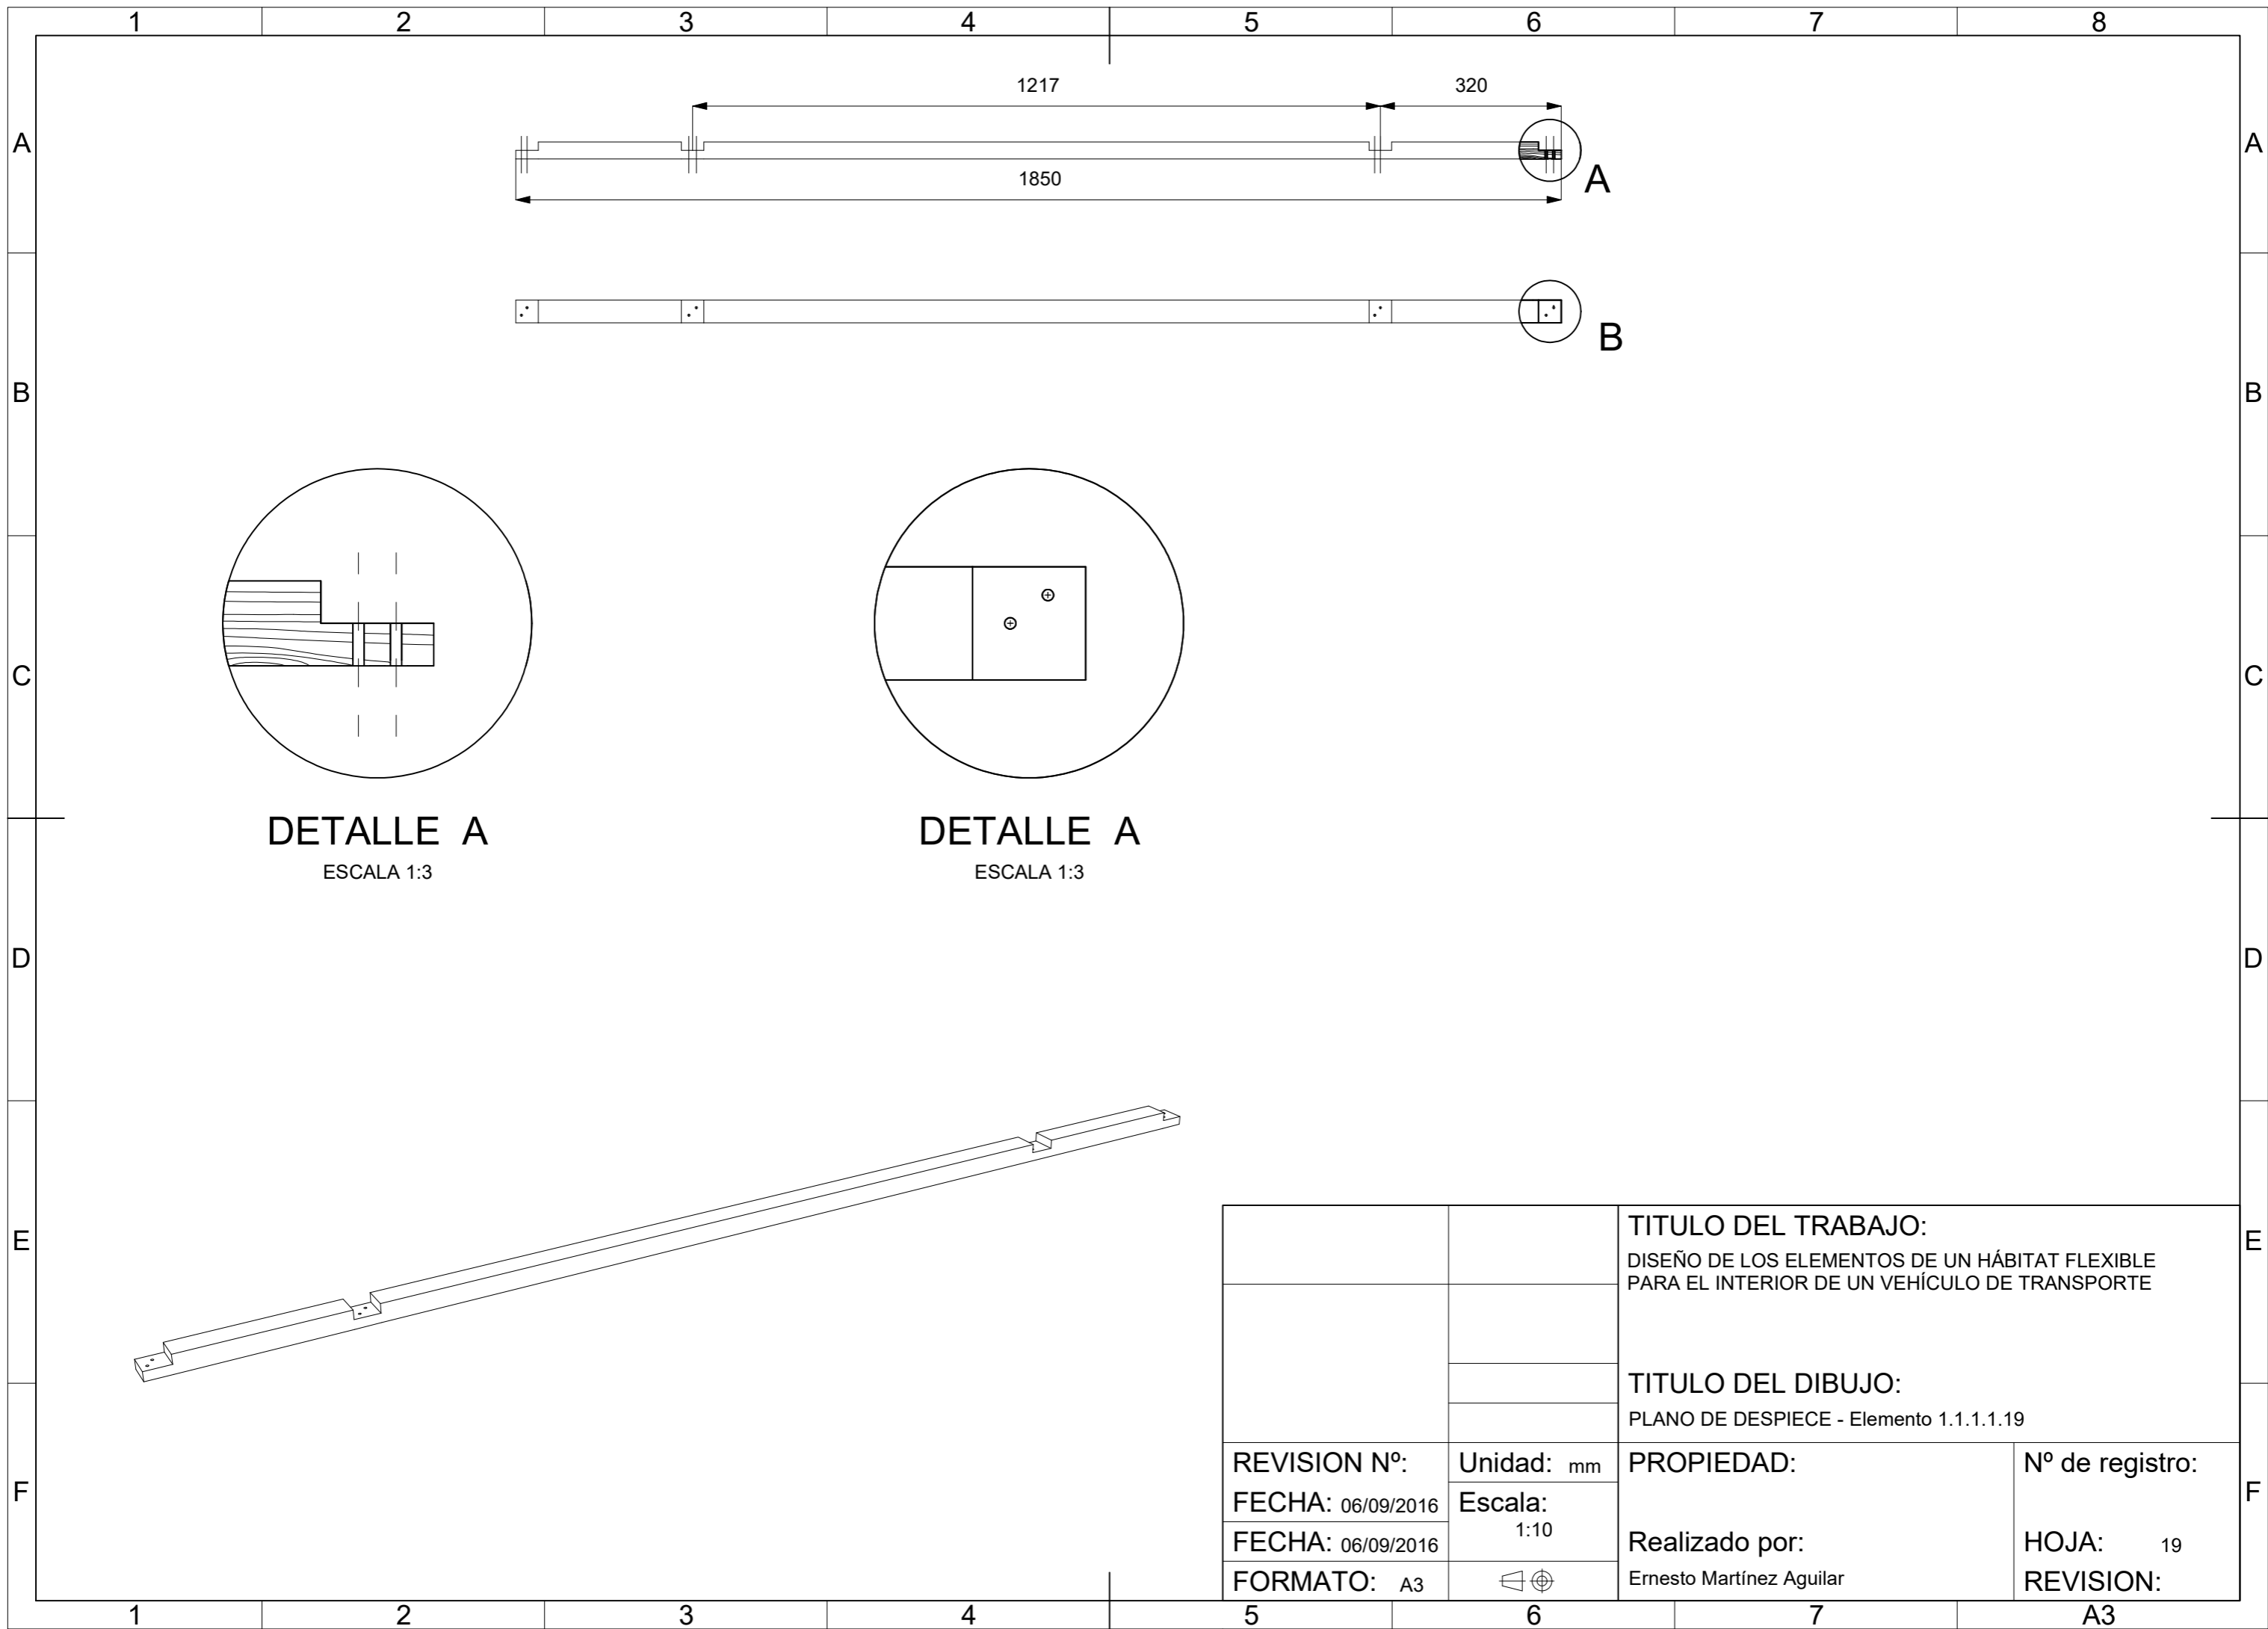 1 2 3 4 5 6 7 8
A A
B B
C C
D D
E E
F F
1217 320
1850
A
B
DETALLE A
ESCALA 1:3
DETALLE A
ESCALA 1:3
TITULO DEL TRABAJO:
DISEÑO DE LOS ELEMENTOS DE UN HÁBITAT FLEXIBLE
PARA EL INTERIOR DE UN VEHÍCULO DE TRANSPORTE
TITULO DEL DIBUJO:
PLANO DE DESPIECE - Elemento 1.1.1.1.19
REVISION Nº: Unidad: mm PROPIEDAD: Nº de registro:
FECHA: 06/09/2016 Escala:
1:10
FECHA: 06/09/2016 Realizado por: HOJA: 19
FORMATO: A3 Ernesto Martínez Aguilar REVISION:
1 2 3 4 5 6 7 A3